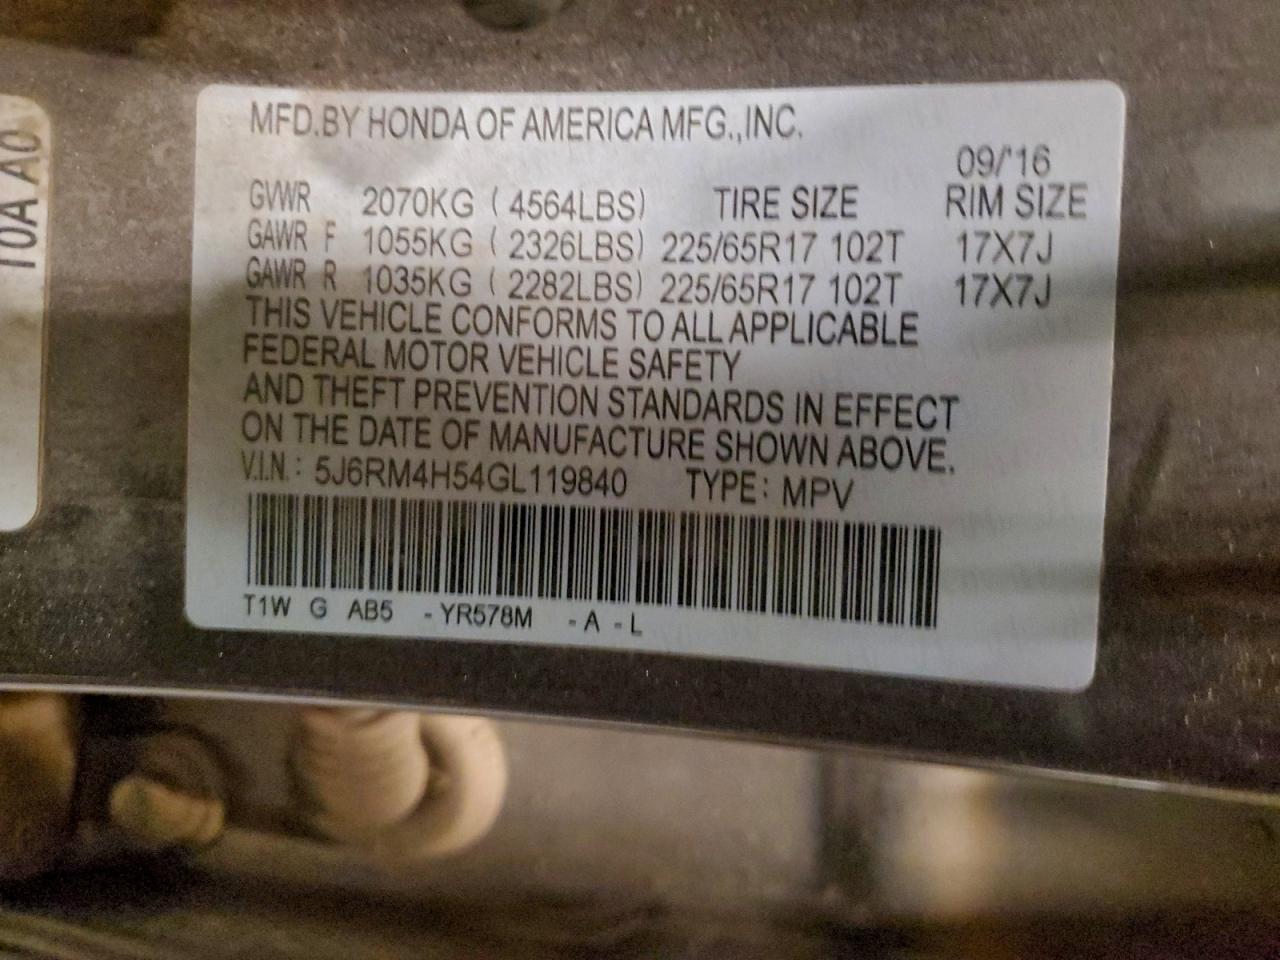 MFD.BY HONDA OF AMERICA MFG.,INC.
09/'16
GVWR 2070KG ( 4564LBS) TIRE SIZE RIM SIZE
GAWR F 1055KG ( 2326LBS) 225/65R17 102T 17X7J
GAWR R 1035KG ( 2282LBS) 225/65R17 102T 17X7J
THIS VEHICLE CONFORMS TO ALL APPLICABLE
FEDERAL MOTOR VEHICLE SAFETY
AND THEFT PREVENTION STANDARDS IN EFFECT
ON THE DATE OF MANUFACTURE SHOWN ABOVE.
V.I.N.: 5J6RM4H54GL119840 TYPE: MPV
T1W G AB5 -YR578M -A -L
T0A A0